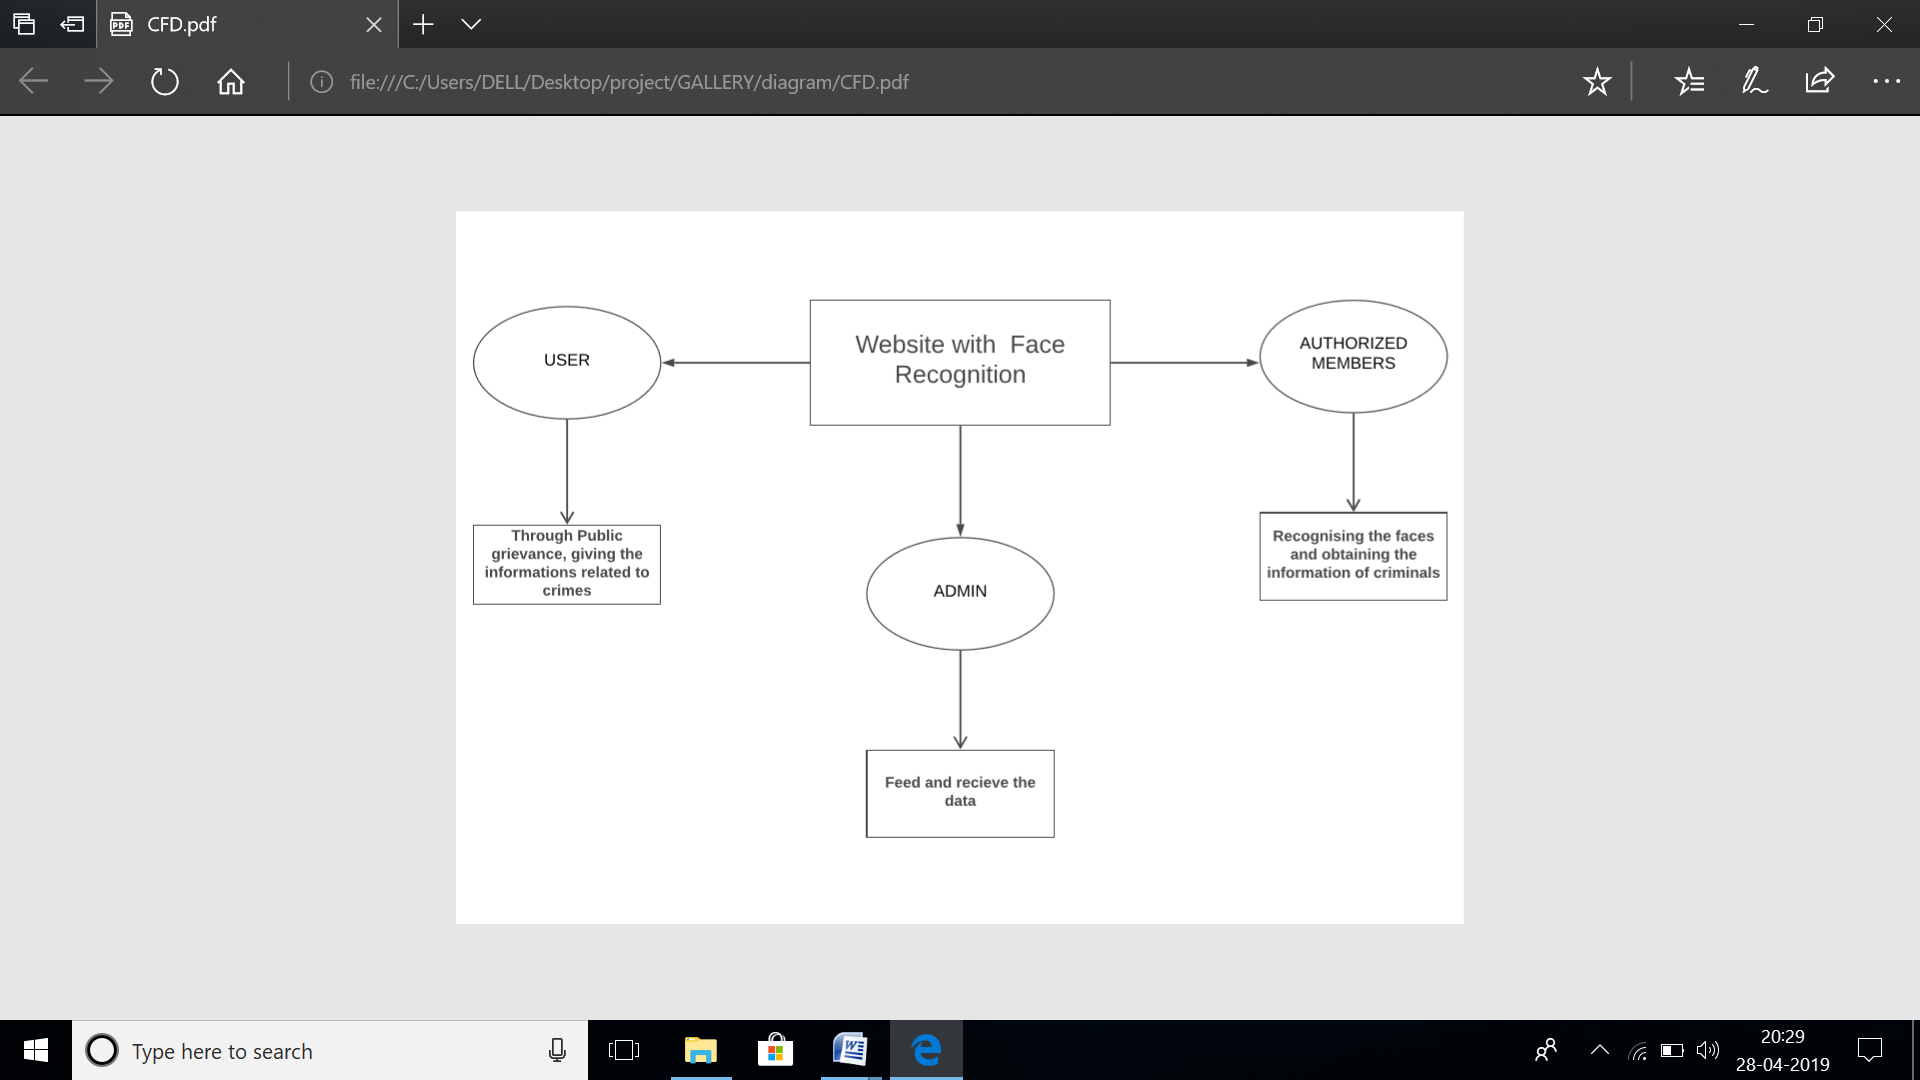 CFD.pdf
file:///C:/Users/DELL/Desktop/project/GALLERY/diagram/CFD.pdf
Website with Face
Recognition
USER
AUTHORIZED
MEMBERS
Through Public
grievance, giving the
informations related to
crimes
Recognising the faces
and obtaining the
information of criminals
ADMIN
Feed and recieve the
data
Type here to search
20:29
28-04-2019